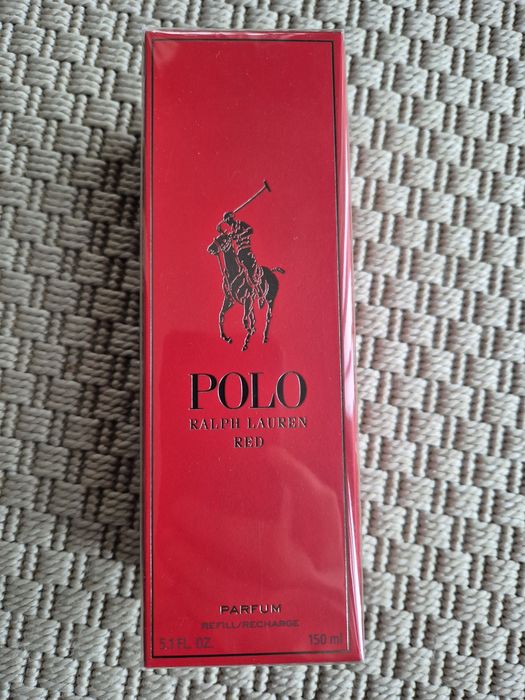 POLO
RALPH LAUREN
RED
PARFUM
REFILL/RECHARGE
5.1 FL. OZ. 150 ml